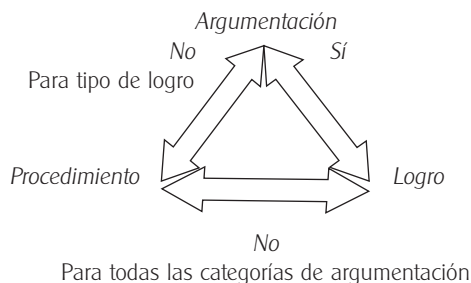 Argumentación
No Sí
Para tipo de logro
Procedimiento Logro
No
Para todas las categorías de argumentación